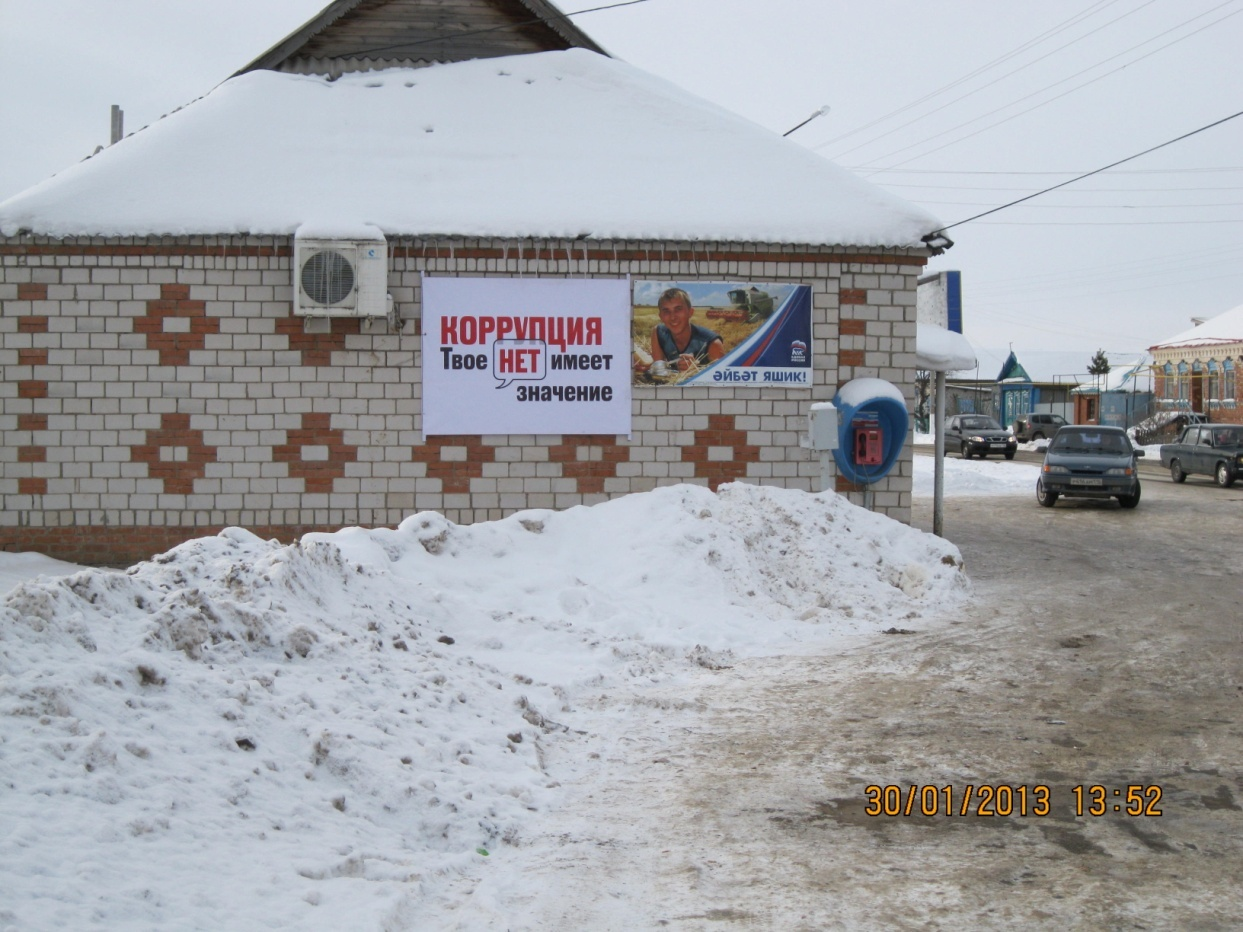 КОРРУПЦИЯ
Твое НЕТ имеет
значение
ӘЙБӘТ ЯШИК!
30/01/2013 13:52